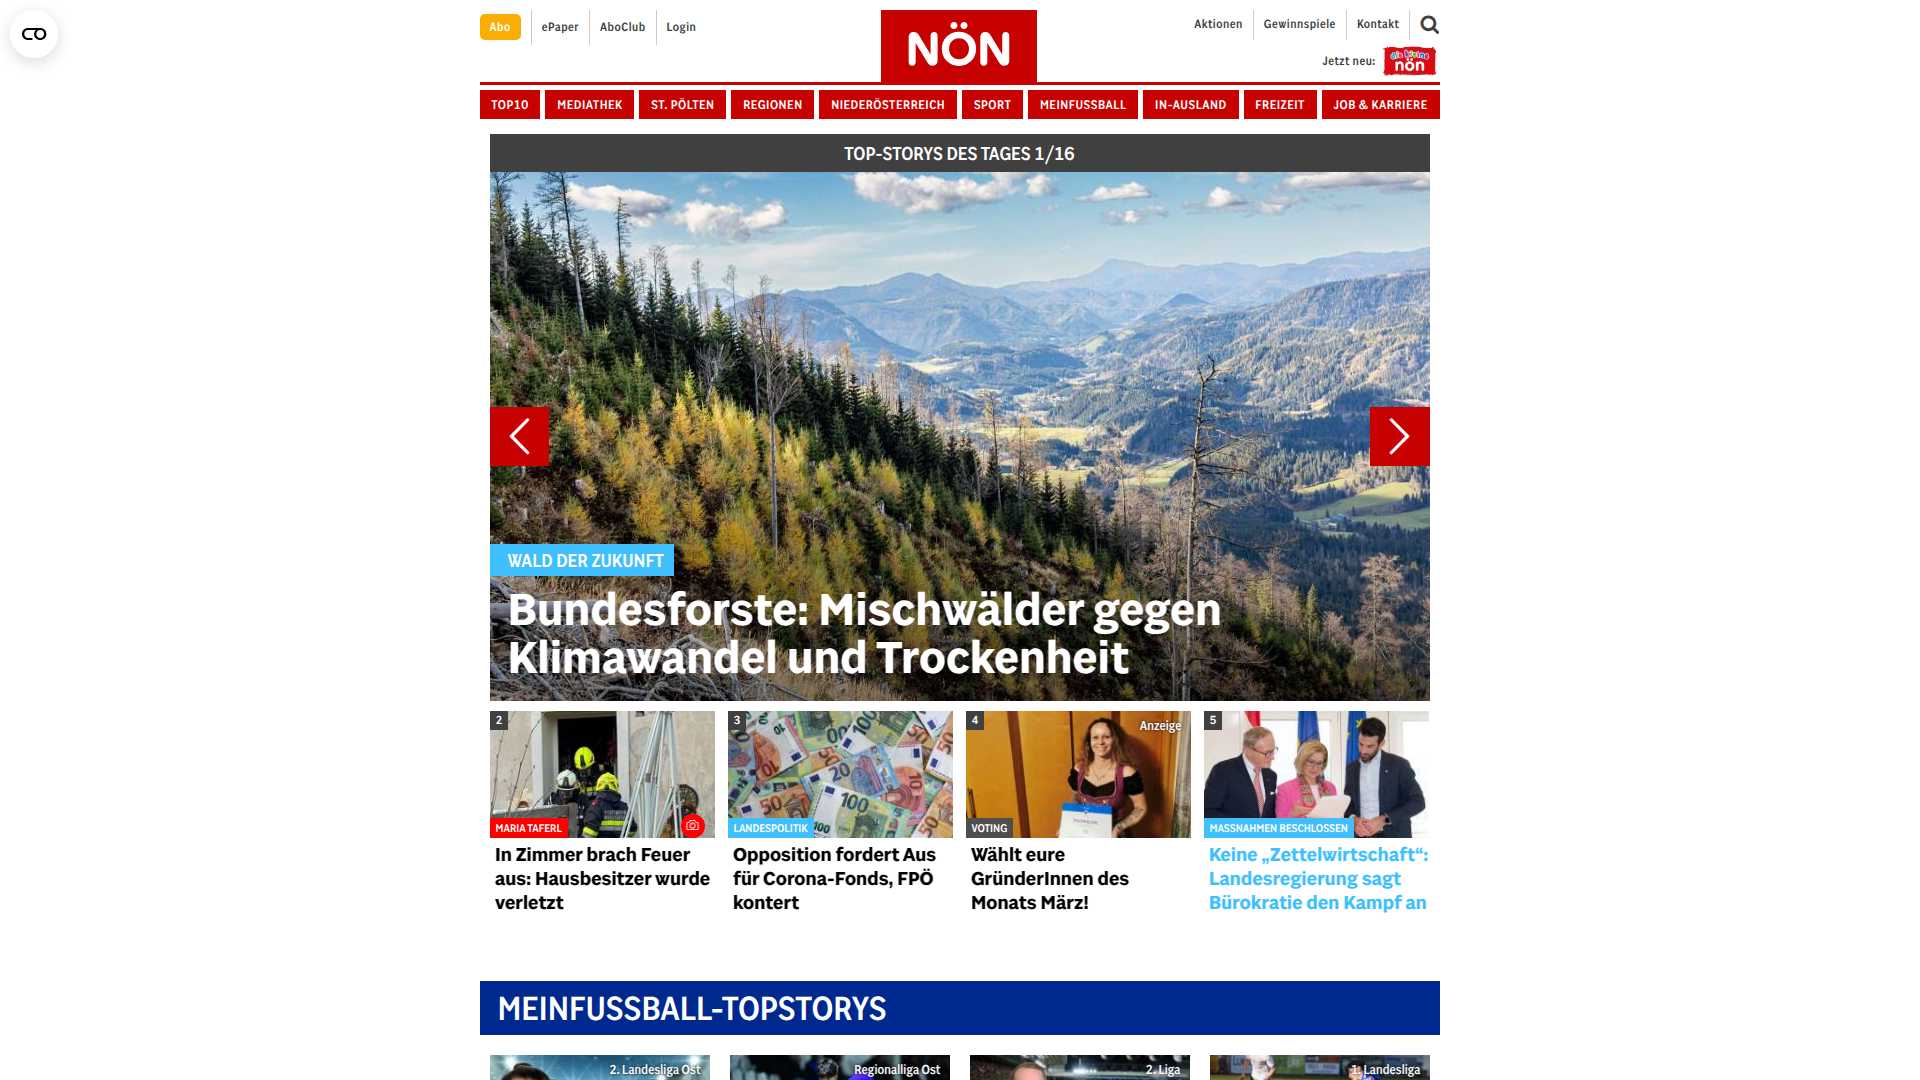 Abo
ePaper
AboClub
Login
NÖN
Aktionen
Gewinnspiele
Kontakt
Jetzt neu:
die kleine
nön
TOP10
MEDIATHEK
ST. PÖLTEN
REGIONEN
NIEDERÖSTERREICH
SPORT
MEINFUSSBALL
IN-AUSLAND
FREIZEIT
JOB & KARRIERE
TOP-STORYS DES TAGES 1/16
WALD DER ZUKUNFT
Bundesforste: Mischwälder gegen
Klimawandel und Trockenheit
2
MARIA TAFERL
In Zimmer brach Feuer
aus: Hausbesitzer wurde
verletzt
3
LANDESPOLITIK
Opposition fordert Aus
für Corona-Fonds, FPÖ
kontert
4
Anzeige
VOTING
Wählt eure
GründerInnen des
Monats März!
5
MASSNAHMEN BESCHLOSSEN
Keine „Zettelwirtschaft“:
Landesregierung sagt
Bürokratie den Kampf an
MEINFUSSBALL-TOPSTORYS
2. Landesliga Ost
Regionalliga Ost
2. Liga
1. Landesliga